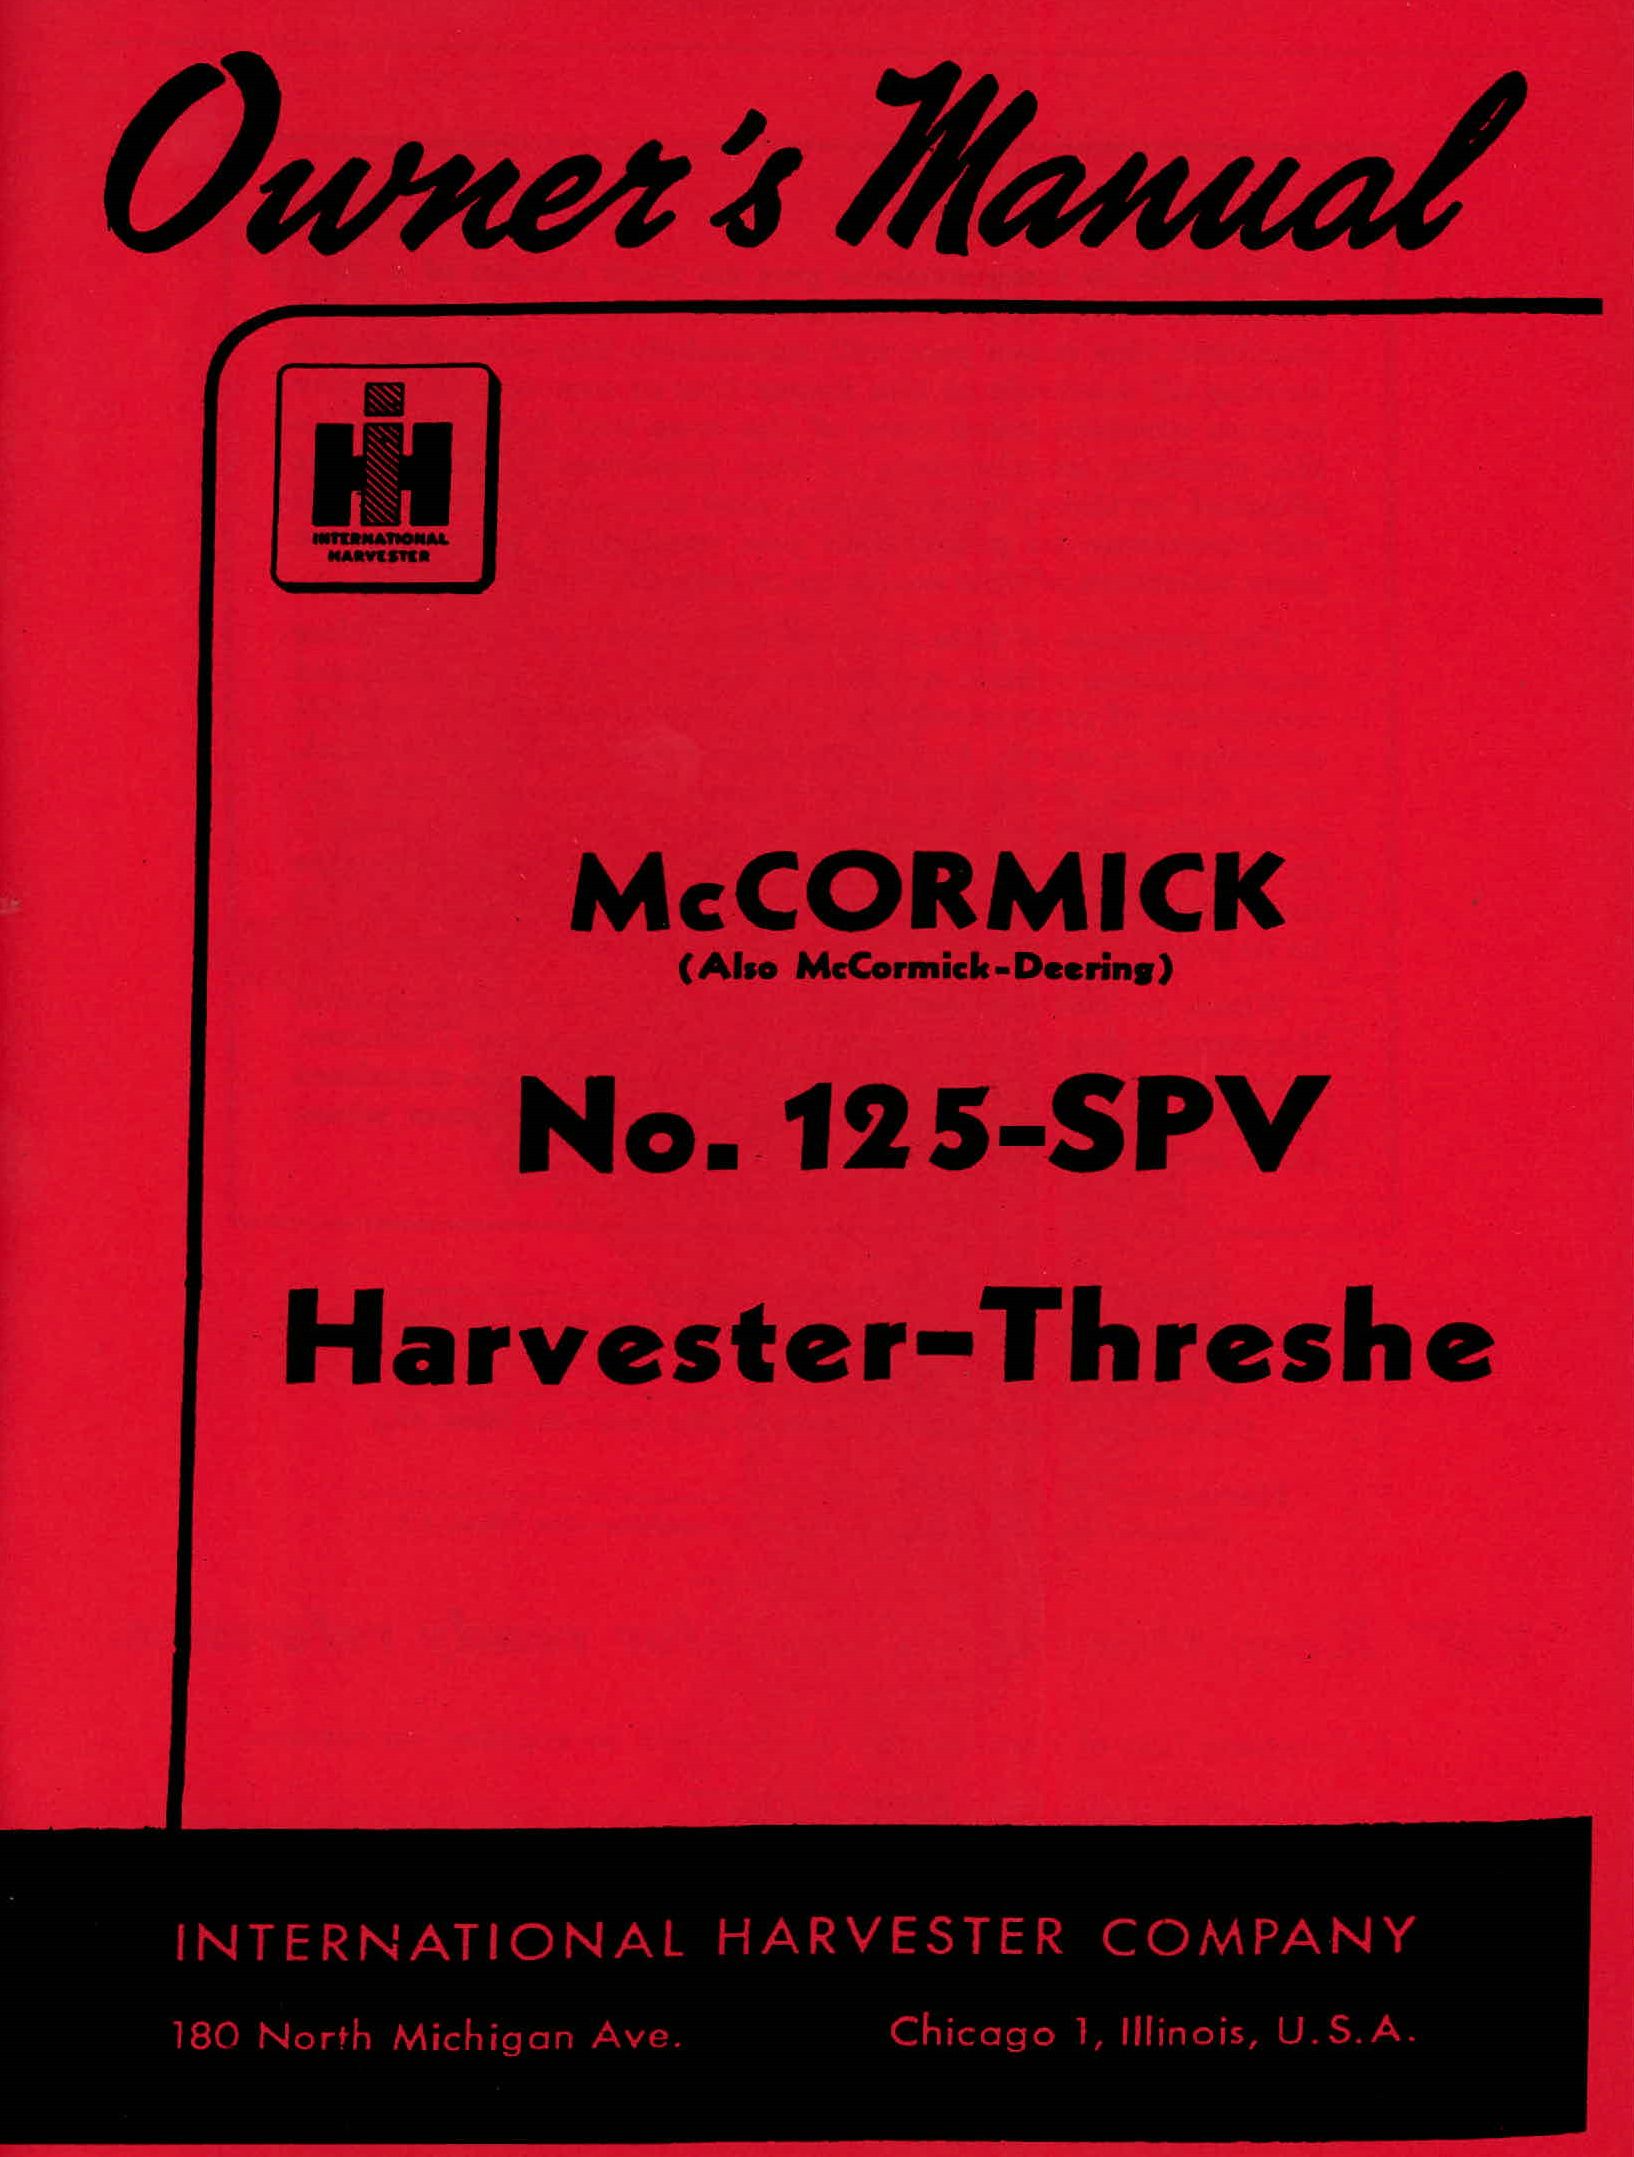 Owner's Manual
IH
INTERNATIONAL
HARVESTER
McCORMICK
(Also McCormick-Deering)
No. 125-SPV
Harvester-Threshe
INTERNATIONAL HARVESTER COMPANY
180 North Michigan Ave. Chicago 1, Illinois, U.S.A.